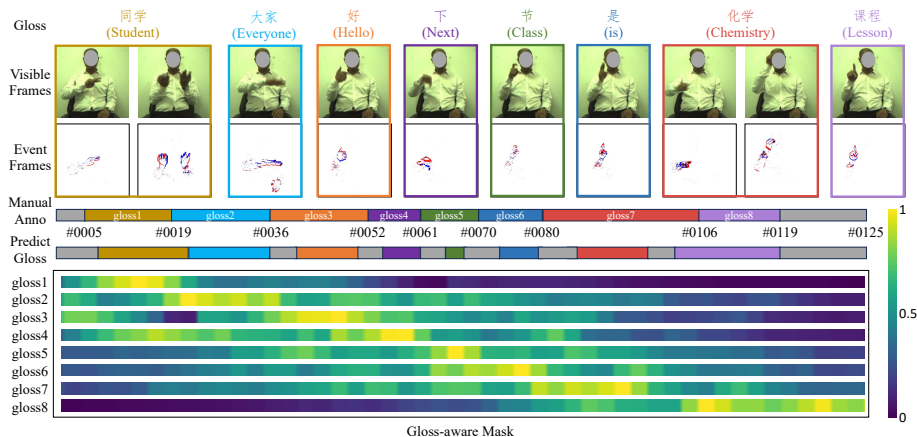 Gloss
同学 大家 好 下 节 是 化学 课程
(Student) (Everyone) (Hello) (Next) (Class) (is) (Chemistry) (Lesson)
Visible
Frames
Event
Frames
Manual
Anno
gloss1 gloss2 gloss3 gloss4 gloss5 gloss6 gloss7 gloss8
#0005 #0019 #0036 #0052 #0061 #0070 #0080 #0106 #0119 #0125
Predict
Gloss
gloss1
gloss2
gloss3
gloss4
gloss5
gloss6
gloss7
gloss8
1
0.5
0
Gloss-aware Mask